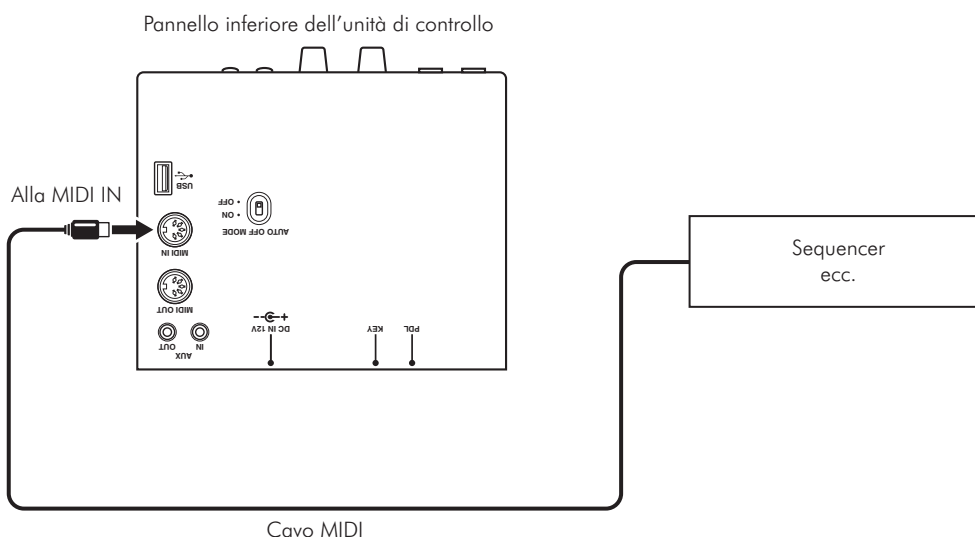 Pannello inferiore dell’unità di controllo
Alla MIDI IN
USB
OFF
ON
AUTO OFF MODE
MIDI IN
MIDI OUT
OUT
IN
AUX
DC IN 12V
KEY
PDL
Sequencer
ecc.
Cavo MIDI